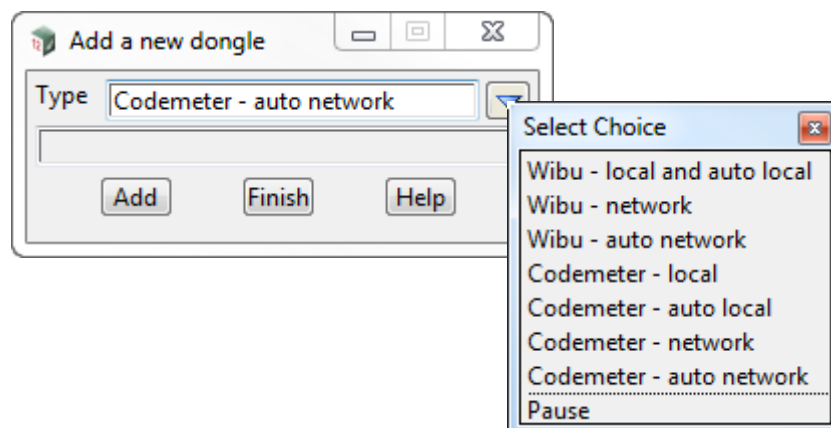 Add a new dongle
Type Codemeter - auto network
Add Finish Help
Select Choice
Wibu - local and auto local
Wibu - network
Wibu - auto network
Codemeter - local
Codemeter - auto local
Codemeter - network
Codemeter - auto network
Pause